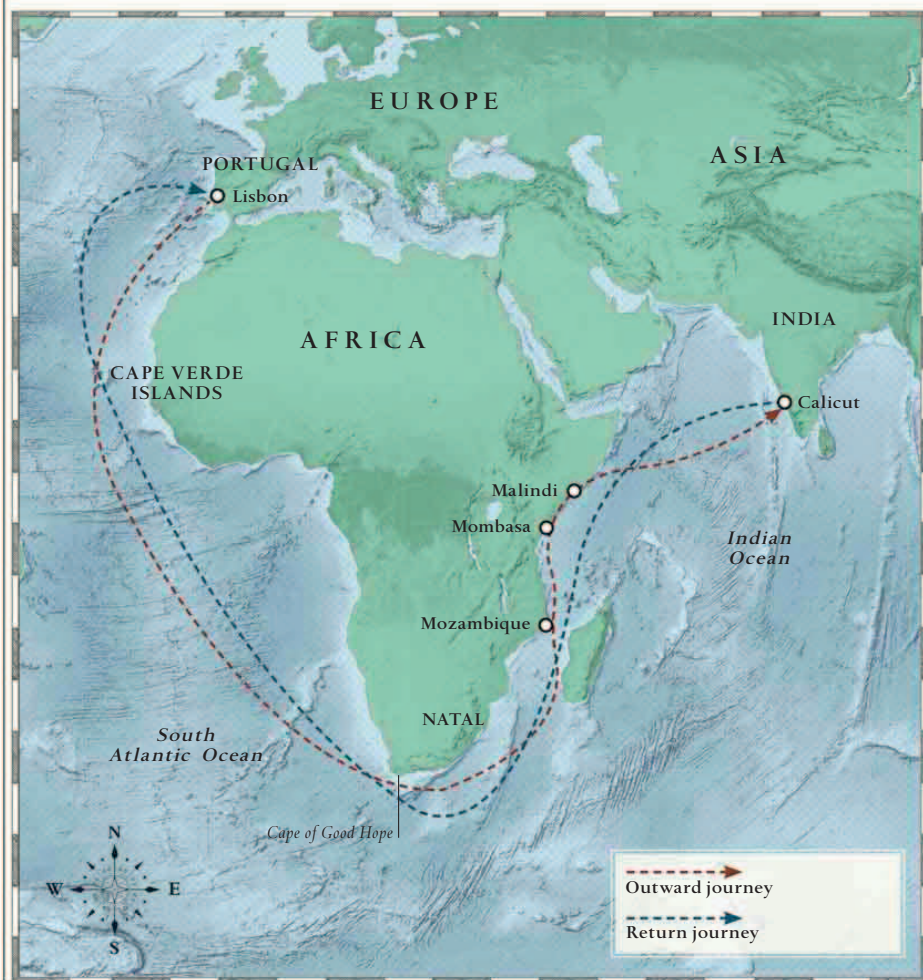 EUROPE
ASIA
PORTUGAL
Lisbon
INDIA
AFRICA
CAPE VERDE
ISLANDS
Calicut
Malindi
Mombasa
Indian
Ocean
Mozambique
NATAL
South
Atlantic Ocean
Cape of Good Hope
N
W
E
S
Outward journey
Return journey